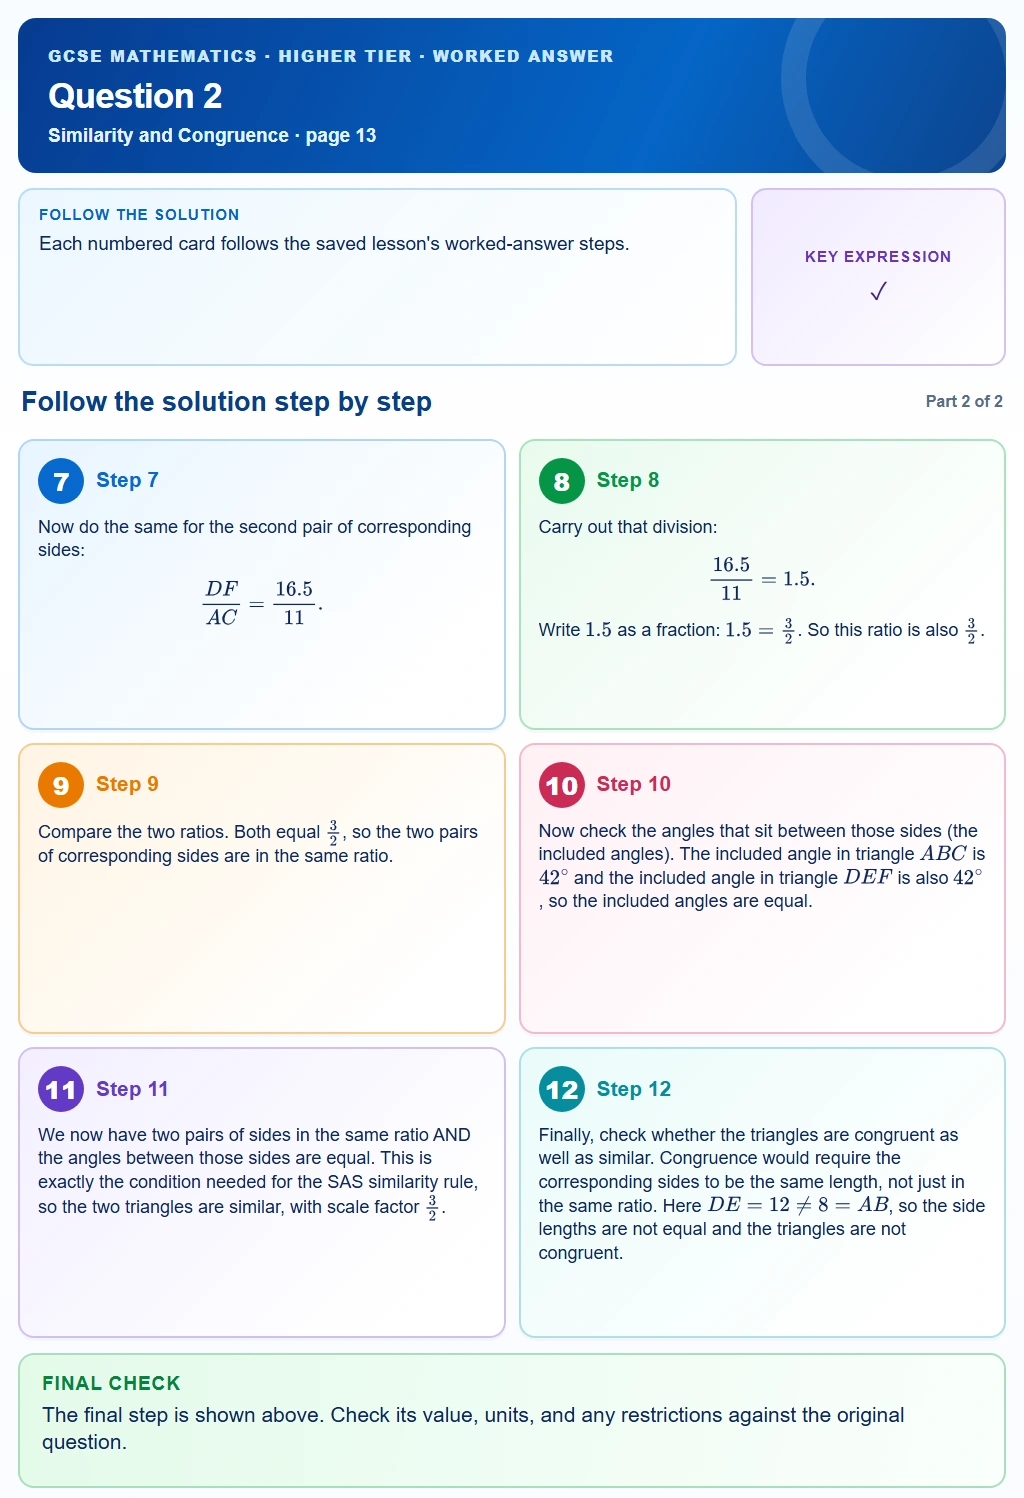 GCSE MATHEMATICS · HIGHER TIER · WORKED ANSWER
Question 2
Similarity and Congruence · page 13
FOLLOW THE SOLUTION
Each numbered card follows the saved lesson's worked-answer steps.
KEY EXPRESSION
✓
Follow the solution step by step
Part 2 of 2
7 Step 7
Now do the same for the second pair of corresponding
sides:
DF/AC = 16.5/11.
8 Step 8
Carry out that division:
16.5/11 = 1.5.
Write 1.5 as a fraction: 1.5 = 3/2. So this ratio is also 3/2.
9 Step 9
Compare the two ratios. Both equal 3/2, so the two pairs
of corresponding sides are in the same ratio.
10 Step 10
Now check the angles that sit between those sides (the
included angles). The included angle in triangle ABC is
42° and the included angle in triangle DEF is also 42°
, so the included angles are equal.
11 Step 11
We now have two pairs of sides in the same ratio AND
the angles between those sides are equal. This is
exactly the condition needed for the SAS similarity rule,
so the two triangles are similar, with scale factor 3/2.
12 Step 12
Finally, check whether the triangles are congruent as
well as similar. Congruence would require the
corresponding sides to be the same length, not just in
the same ratio. Here DE = 12 ≠ 8 = AB, so the side
lengths are not equal and the triangles are not
congruent.
FINAL CHECK
The final step is shown above. Check its value, units, and any restrictions against the original
question.